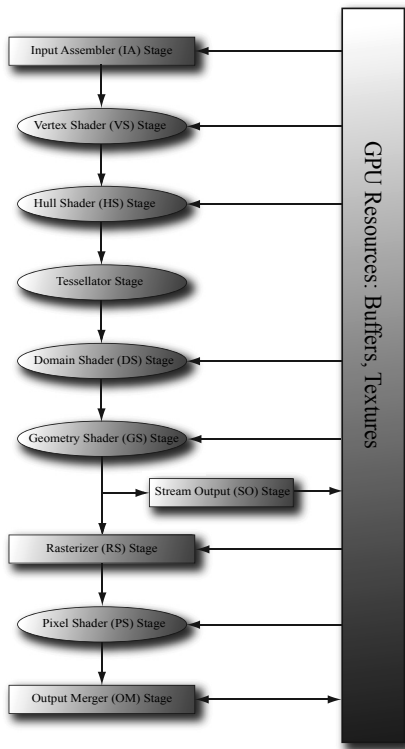 Input Assembler (IA) Stage
Vertex Shader (VS) Stage
Hull Shader (HS) Stage
Tessellator Stage
Domain Shader (DS) Stage
Geometry Shader (GS) Stage
Stream Output (SO) Stage
Rasterizer (RS) Stage
Pixel Shader (PS) Stage
Output Merger (OM) Stage
GPU Resources: Buffers, Textures